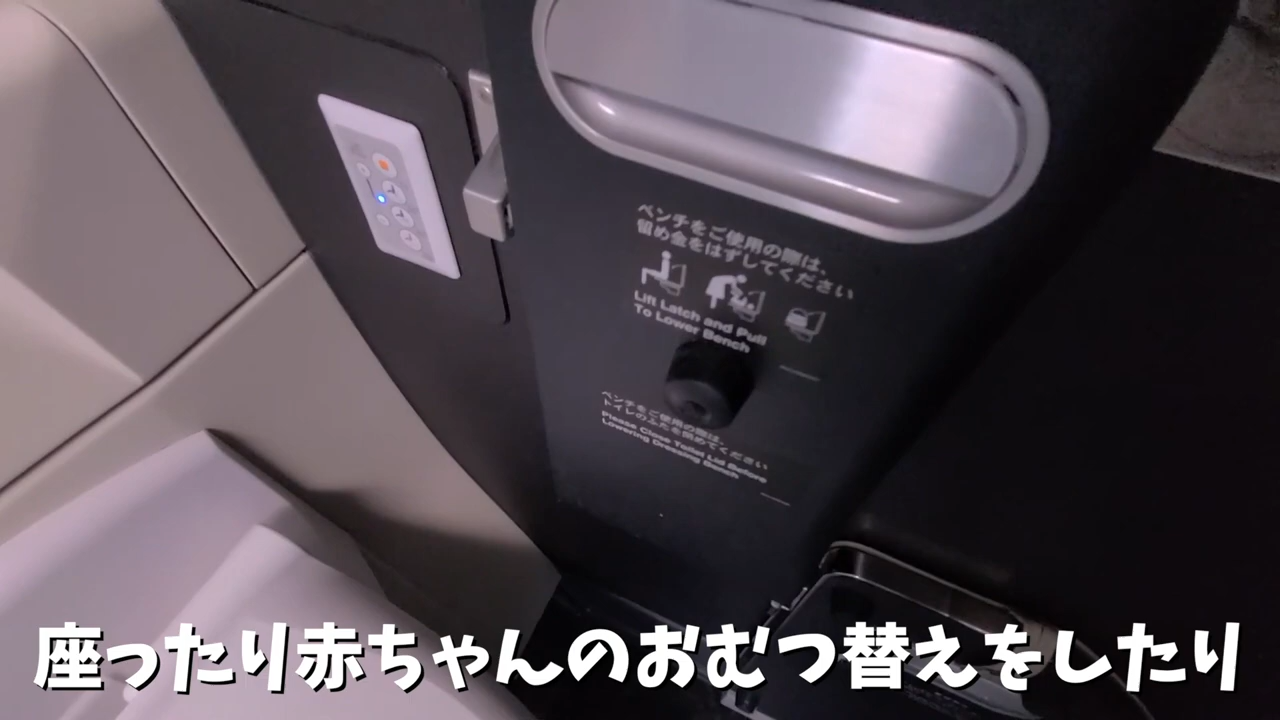 ベンチをご使用の際は、
留め金をはずしてください
Lift Latch and Pull
To Lower Bench
ベンチをご使用の際は、
トイレのふたを閉めてください
Please Close Toilet Lid Before
Lowering Dressing Bench
座ったり赤ちゃんのおむつ替えをしたり